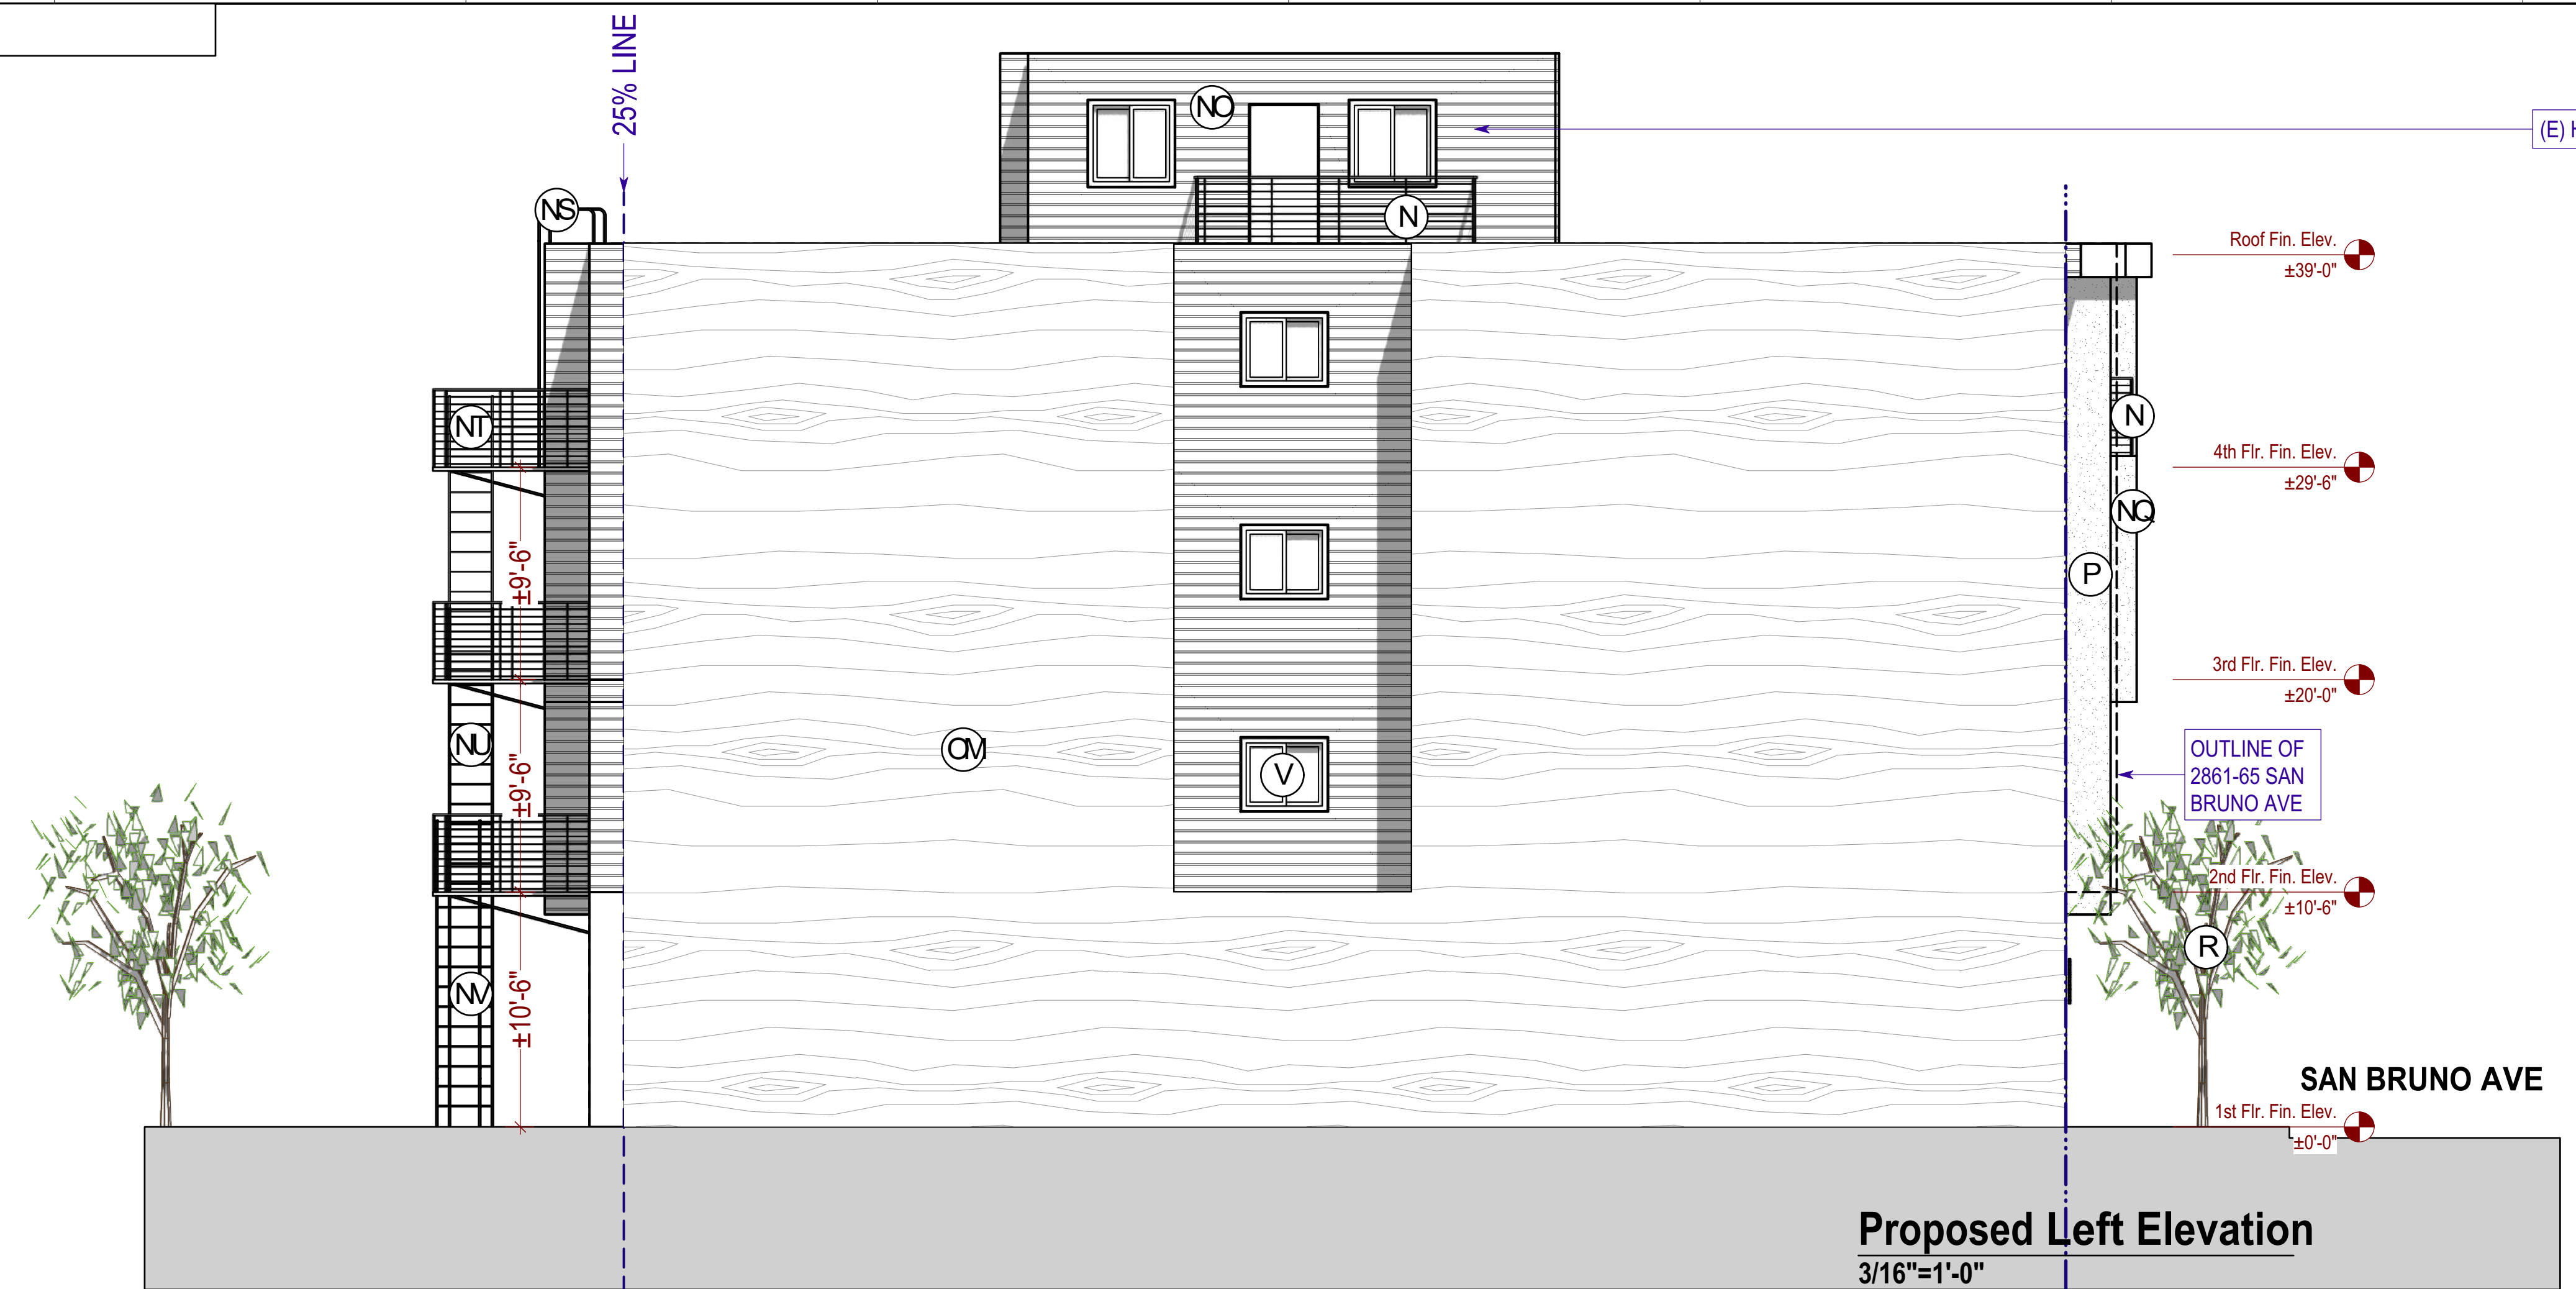 25% LINE
NO
(E) H
NS
N
Roof Fin. Elev.
±39'-0"
NT
N
4th Flr. Fin. Elev.
±29'-6"
NQ
±9'-6"
P
3rd Flr. Fin. Elev.
±20'-0"
NU
OM
V
±9'-6"
OUTLINE OF
2861-65 SAN
BRUNO AVE
2nd Flr. Fin. Elev.
±10'-6"
R
NV
±10'-6"
SAN BRUNO AVE
1st Flr. Fin. Elev.
±0'-0"
Proposed Left Elevation
3/16"=1'-0"